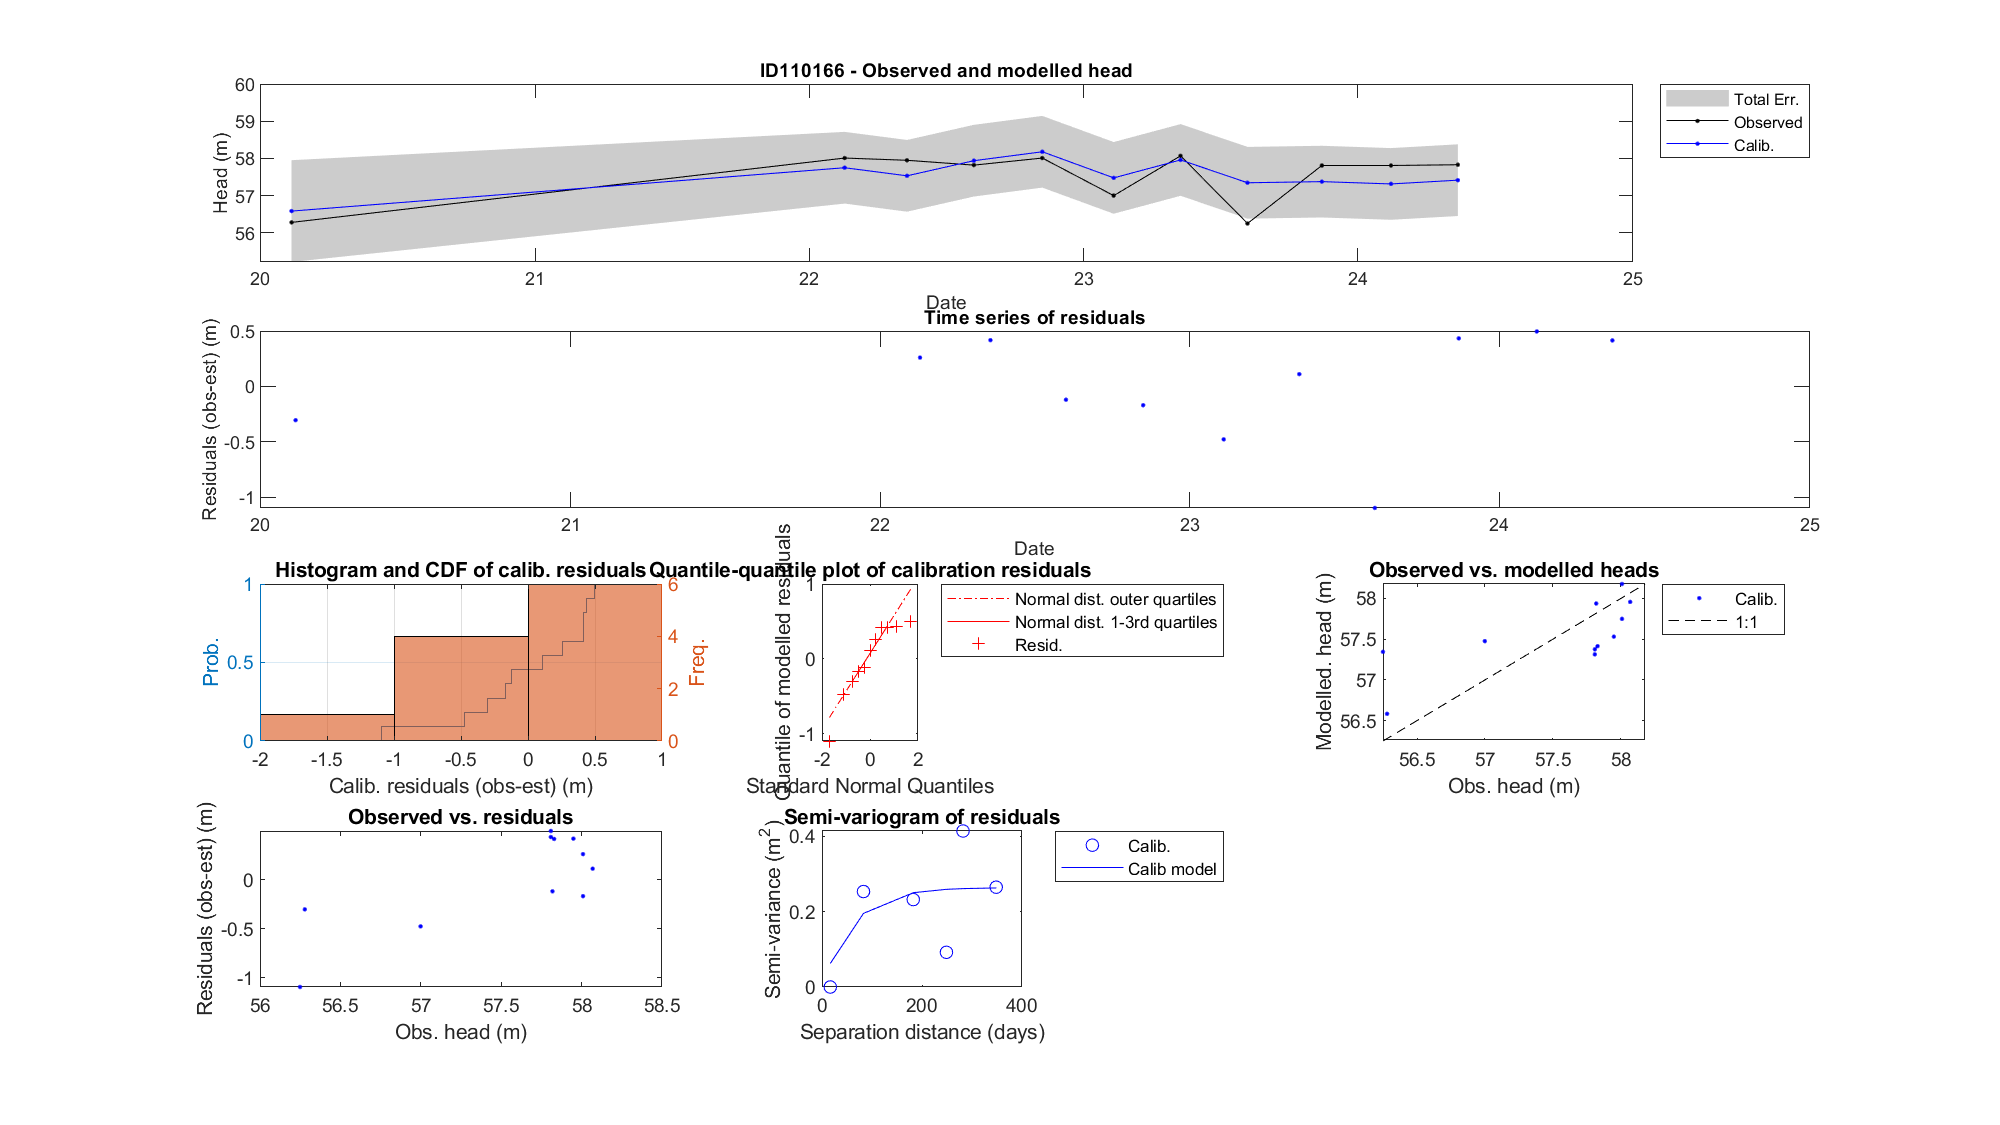 ID110166 - Observed and modelled head
Head (m)
60
59
58
57
56
20 21 22 23 24 25
Date
Total Err.
Observed
Calib.
Time series of residuals
Residuals (obs-est) (m)
0.5
0
-0.5
-1
20 21 22 23 24 25
Date
Histogram and CDF of calib. residuals
Prob.
1
0.5
0
Freq.
6
4
2
0
-2 -1.5 -1 -0.5 0 0.5 1
Calib. residuals (obs-est) (m)
Quantile-quantile plot of calibration residuals
Quantile of modelled residuals
1
0
-1
-2 0 2
Standard Normal Quantiles
Normal dist. outer quartiles
Normal dist. 1-3rd quartiles
Resid.
Observed vs. modelled heads
Modelled. head (m)
58
57.5
57
56.5
56.5 57 57.5 58
Obs. head (m)
Calib.
1:1
Observed vs. residuals
Residuals (obs-est) (m)
0
-0.5
-1
56 56.5 57 57.5 58 58.5
Obs. head (m)
Semi-variogram of residuals
Semi-variance (m²)
0.4
0.2
0
0 200 400
Separation distance (days)
Calib.
Calib model